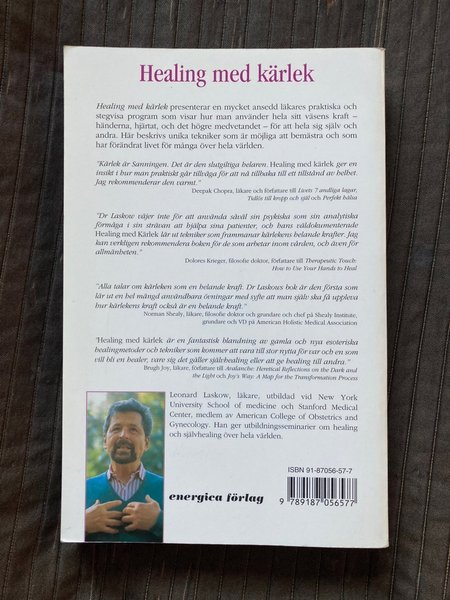 Healing med kärlek
Healing med kärlek presenterar en mycket ansedd läkares praktiska och
stegvisa program som visar hur man använder hela sitt väsens kraft –
händerna, hjärtat, och det högre medvetandet – för att hela sig själv och
andra. Här beskrivs unika tekniker som är möjliga att bemästra och som
har förändrat livet för många över hela världen.
"Kärlek är Sanningen. Det är den slutgiltiga helaren. Healing med kärlek ger en
insikt i hur man praktiskt går tillväga för att nå tillbaka till ett tillstånd av helhet.
Jag rekommenderar den varmt."
Deepak Chopra, läkare och författare till Livets 7 andliga lagar,
Tidlös till kropp och själ och Perfekt hälsa
"Dr Laskow väjer inte för att använda såväl sin psykiska som sin analytiska
förmåga i sin strävan att hjälpa sina patienter, och hans väldokumenterade
Healing med Kärlek lär ut tekniker som frammanar kärlekens helande krafter. Jag
kan verkligen rekommendera boken för de som arbetar inom vården, och även för
allmänheten."
Dolores Krieger, filosofie doktor, författare till Therapeutic Touch:
How to Use Your Hands to Heal
"Alla talar om kärleken som en helande kraft. Dr Laskows bok är den första som
lär ut en hel mängd användbara övningar med syfte att man själv ska få uppleva
hur kärlekens kraft också är en helande kraft."
Norman Shealy, läkare, filosofie doktor och grundare och chef på Shealy Institute,
grundare och VD på American Holistic Medical Association
"Healing med kärlek är en fantastisk blandning av gamla och nya esoteriska
healingmetoder och tekniker som kommer att vara till stor nytta för var och en som
vill bli en healer, vare sig det gäller självhealing eller att ge healing till andra."
Brugh Joy, läkare, författare till Avalanche: Heretical Reflections on the Dark and
the Light och Joy's Way: A Map for the Transformation Process
Leonard Laskow, läkare, utbildad vid New York
University School of medicine och Stanford Medical
Center, medlem av American College of Obstetrics and
Gynecology. Han ger utbildningsseminarier om healing
och självhealing över hela världen.
ISBN 91-87056-57-7
energica förlag
9 789187 056577